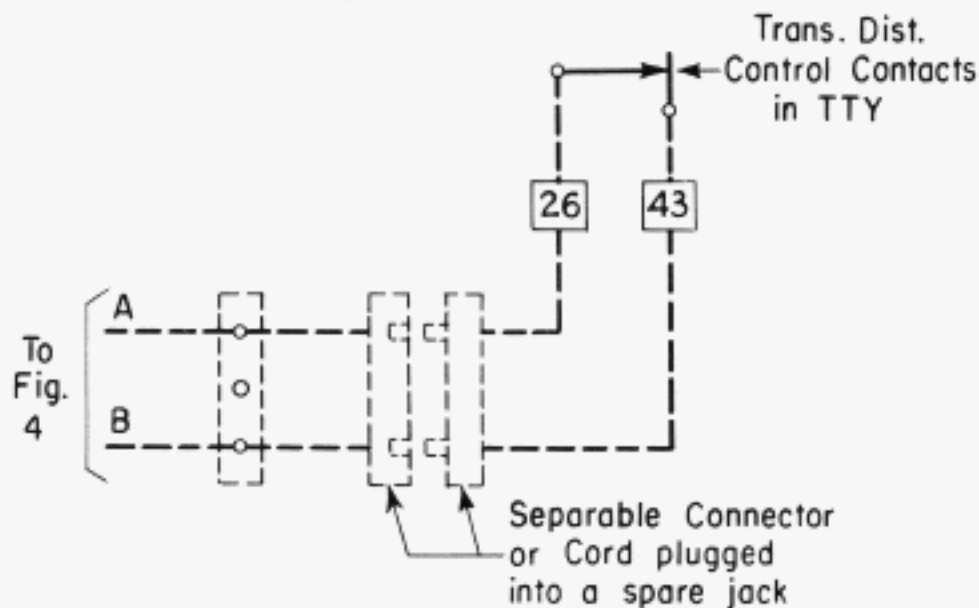 Trans. Dist.
Control Contacts
in TTY
26
43
A
To
Fig.
4
B
Separable Connector
or Cord plugged
into a spare jack